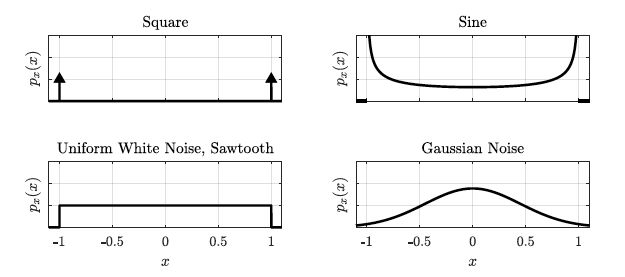 Square
Sine
p_x(x)
p_x(x)
Uniform White Noise, Sawtooth
Gaussian Noise
p_x(x)
p_x(x)
-1 -0.5 0 0.5 1
-1 -0.5 0 0.5 1
x
x